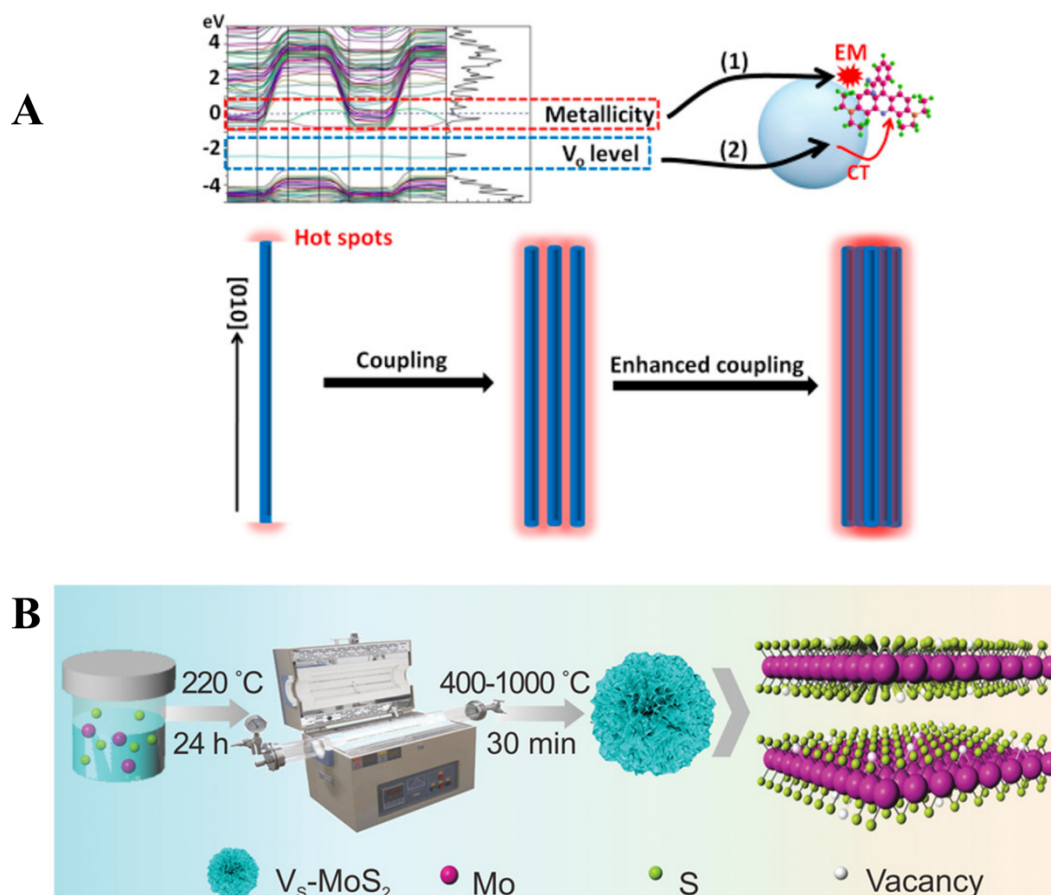 A
eV
4
2
0
-2
-4
Metallicity
Vo level
(1)
(2)
EM
CT
Hot spots
[010]
Coupling
Enhanced coupling
B
220 °C
24 h
400-1000 °C
30 min
VS-MoS2
Mo
S
Vacancy